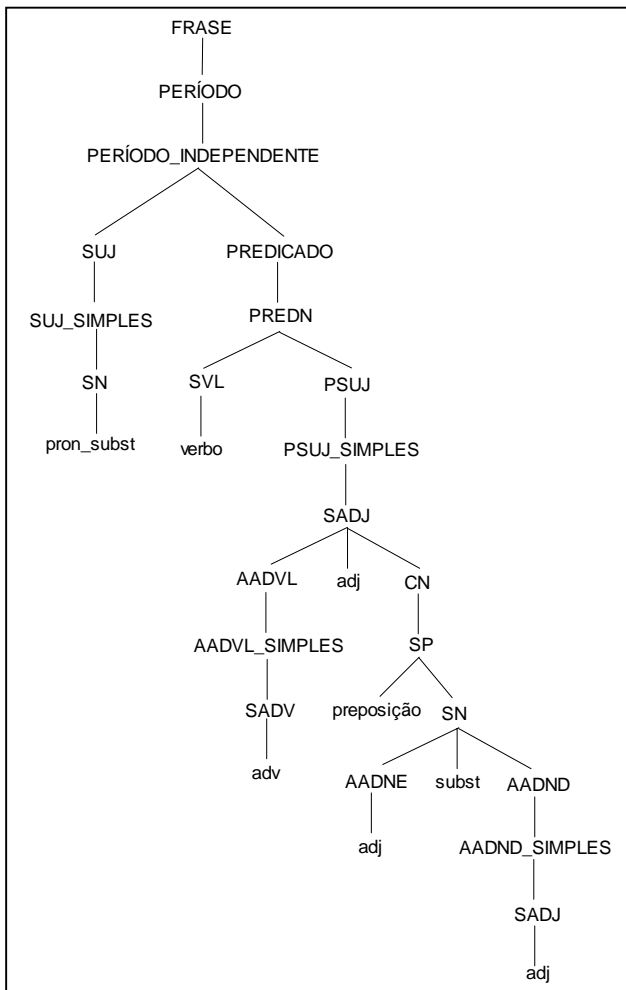 FRASE
PERÍODO
PERÍODO_INDEPENDENTE
SUJ PREDICADO
SUJ_SIMPLES PREDN
SN SVL PSUJ
pron_subst verbo PSUJ_SIMPLES
SADJ
AADVL adj CN
AADVL_SIMPLES SP
SADV preposição SN
adv AADNE subst AADND
adj AADND_SIMPLES
SADJ
adj